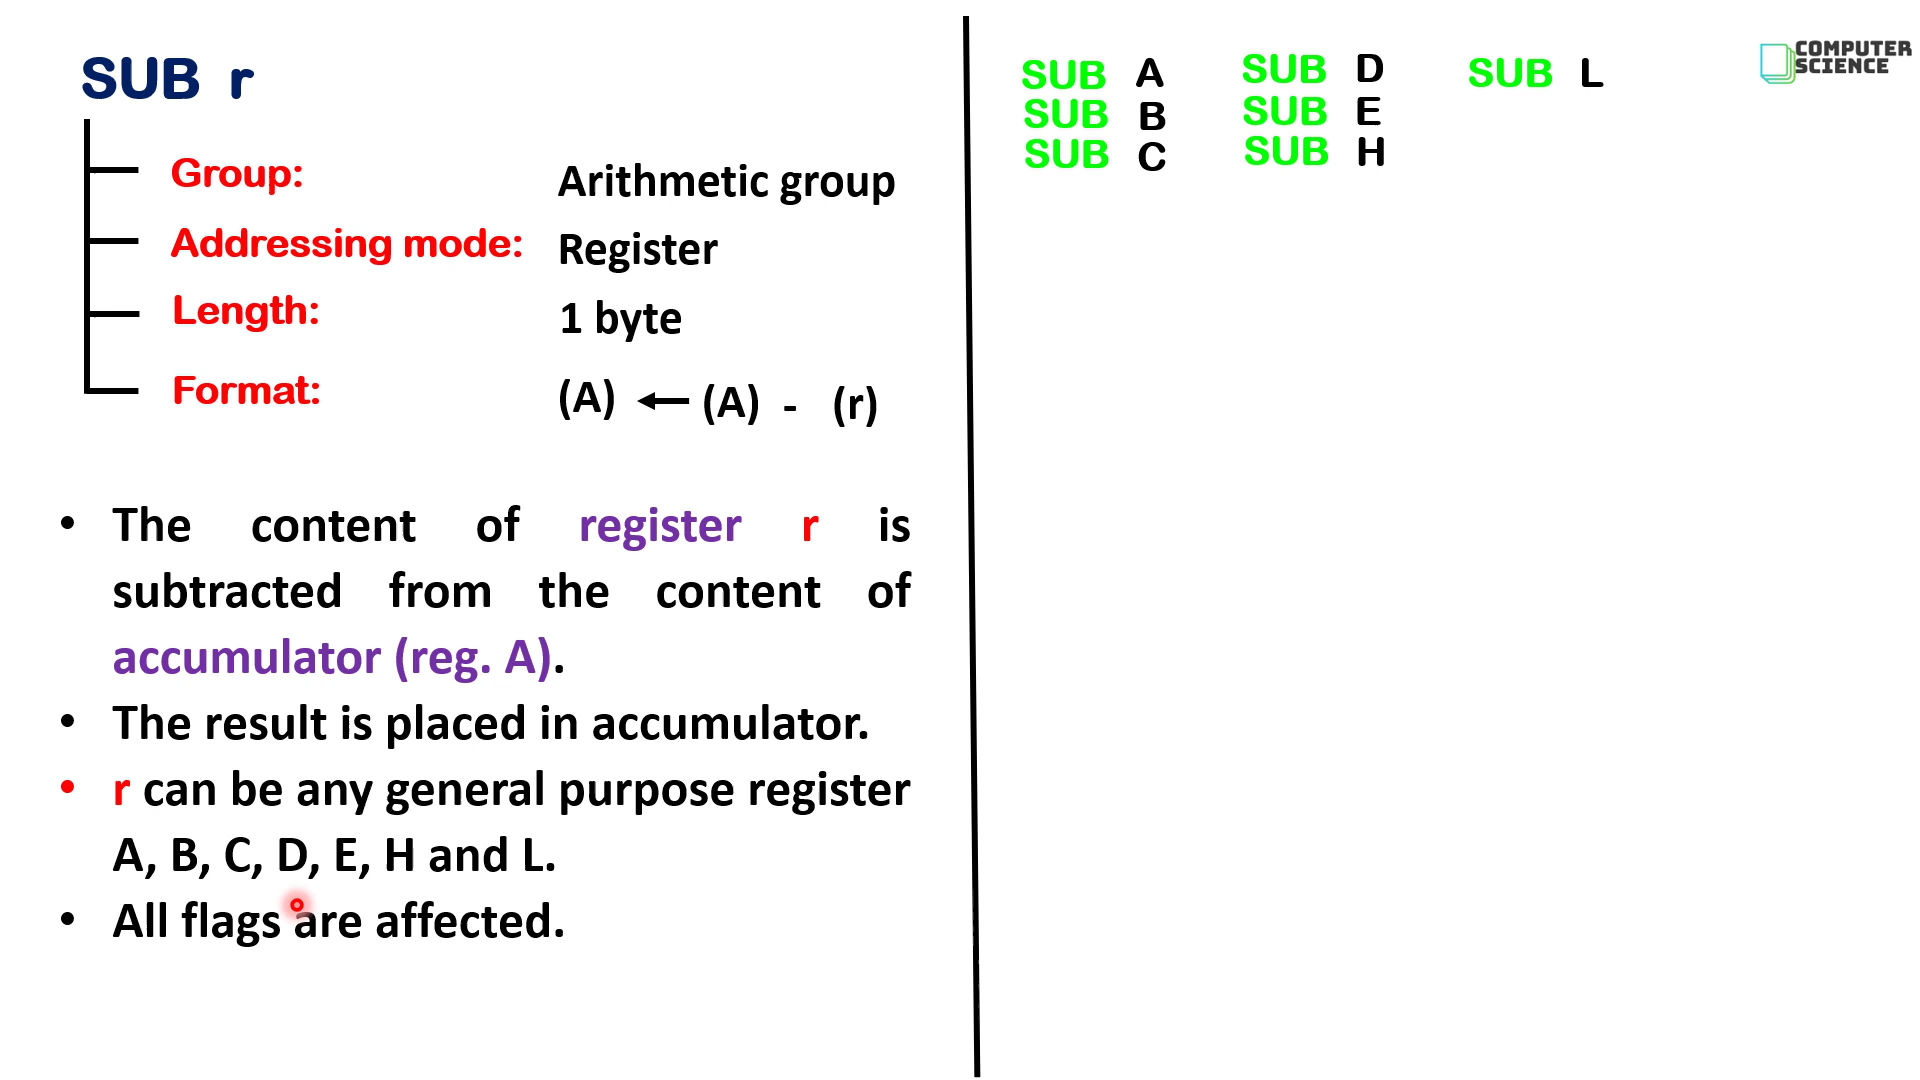 SUB r
Group: Arithmetic group
Addressing mode: Register
Length: 1 byte
Format: (A) ← (A) - (r)
• The content of register r is
subtracted from the content of
accumulator (reg. A).
• The result is placed in accumulator.
• r can be any general purpose register
A, B, C, D, E, H and L.
• All flags are affected.
SUB A SUB D SUB L
SUB B SUB E
SUB C SUB H
COMPUTER
SCIENCE